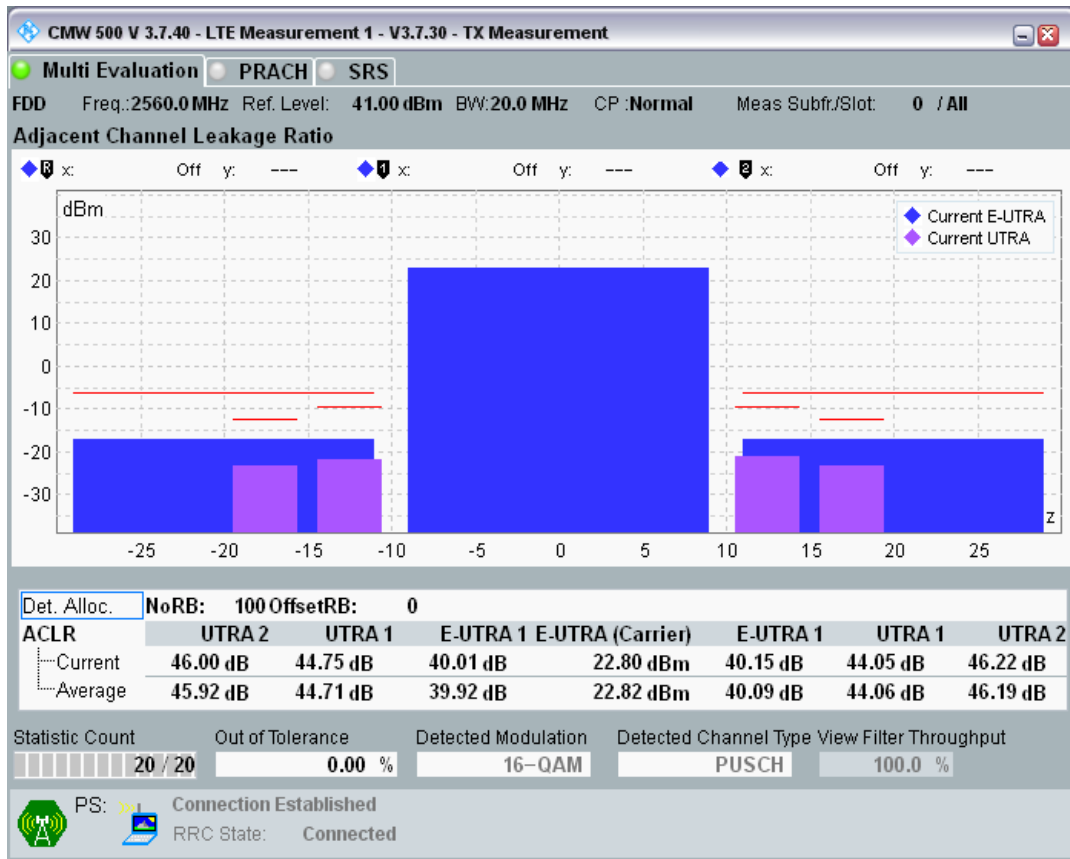 CMW 500 V 3.7.40 - LTE Measurement 1 - V3.7.30 - TX Measurement
Multi Evaluation PRACH SRS
FDD Freq.:2560.0 MHz Ref. Level: 41.00 dBm BW:20.0 MHz CP :Normal Meas Subfr./Slot: 0 / All
Adjacent Channel Leakage Ratio
R x: Off y: --- 1 x: Off y: --- 2 x: Off y: ---
dBm
Current E-UTRA
Current UTRA
30
20
10
0
-10
-20
-30
z
-25 -20 -15 -10 -5 0 5 10 15 20 25
Det. Alloc. NoRB: 100 OffsetRB: 0
ACLR UTRA 2 UTRA 1 E-UTRA 1 E-UTRA (Carrier) E-UTRA 1 UTRA 1 UTRA 2
Current 46.00 dB 44.75 dB 40.01 dB 22.80 dBm 40.15 dB 44.05 dB 46.22 dB
Average 45.92 dB 44.71 dB 39.92 dB 22.82 dBm 40.09 dB 44.06 dB 46.19 dB
Statistic Count Out of Tolerance Detected Modulation Detected Channel Type View Filter Throughput
20 / 20 0.00 % 16-QAM PUSCH 100.0 %
PS: Connection Established
RRC State: Connected